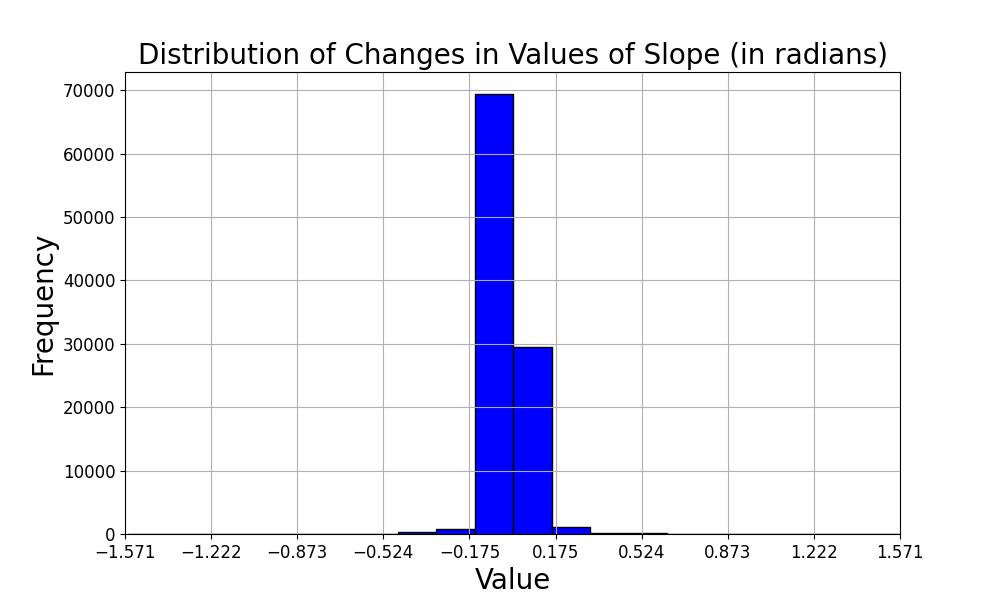 Distribution of Changes in Values of Slope (in radians)
Frequency
70000
60000
50000
40000
30000
20000
10000
0
−1.571 −1.222 −0.873 −0.524 −0.175 0.175 0.524 0.873 1.222 1.571
Value